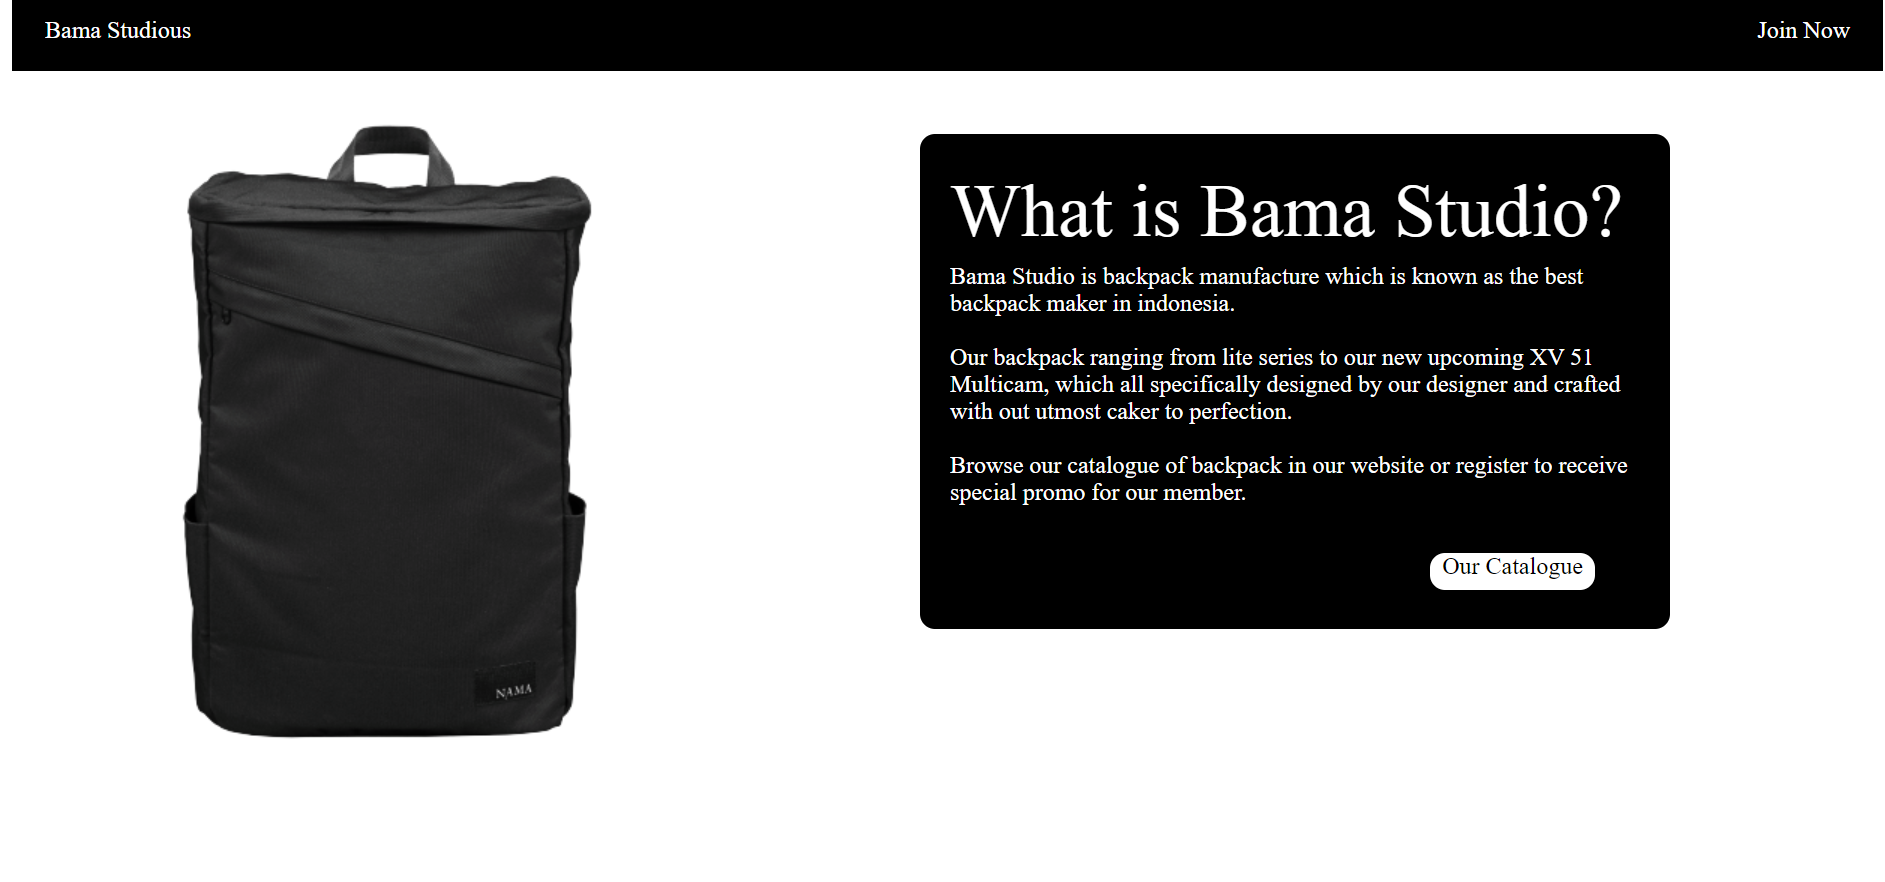 Bama Studious
Join Now
What is Bama Studio?
Bama Studio is backpack manufacture which is known as the best
backpack maker in indonesia.
Our backpack ranging from lite series to our new upcoming XV 51
Multicam, which all specifically designed by our designer and crafted
with out utmost caker to perfection.
Browse our catalogue of backpack in our website or register to receive
special promo for our member.
Our Catalogue
NAMA